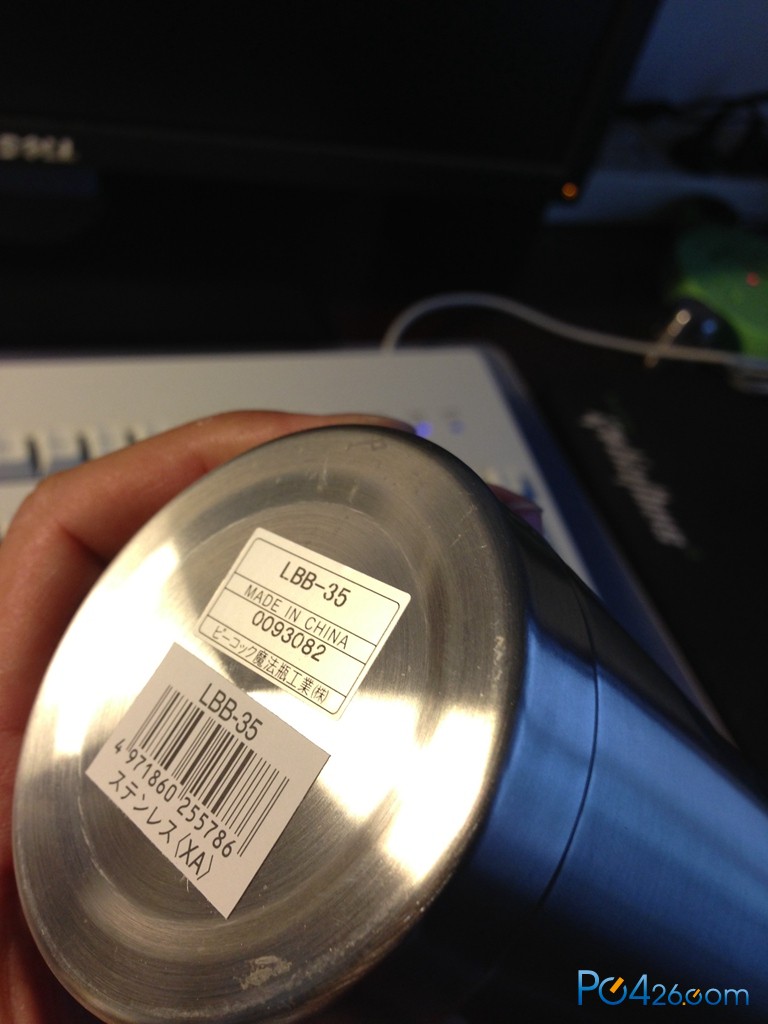 LBB-35
MADE IN CHINA
0093082
ピーコック魔法瓶工業(株)
LBB-35
4 971860 255786
ステンレス〈XA〉
PC426.com